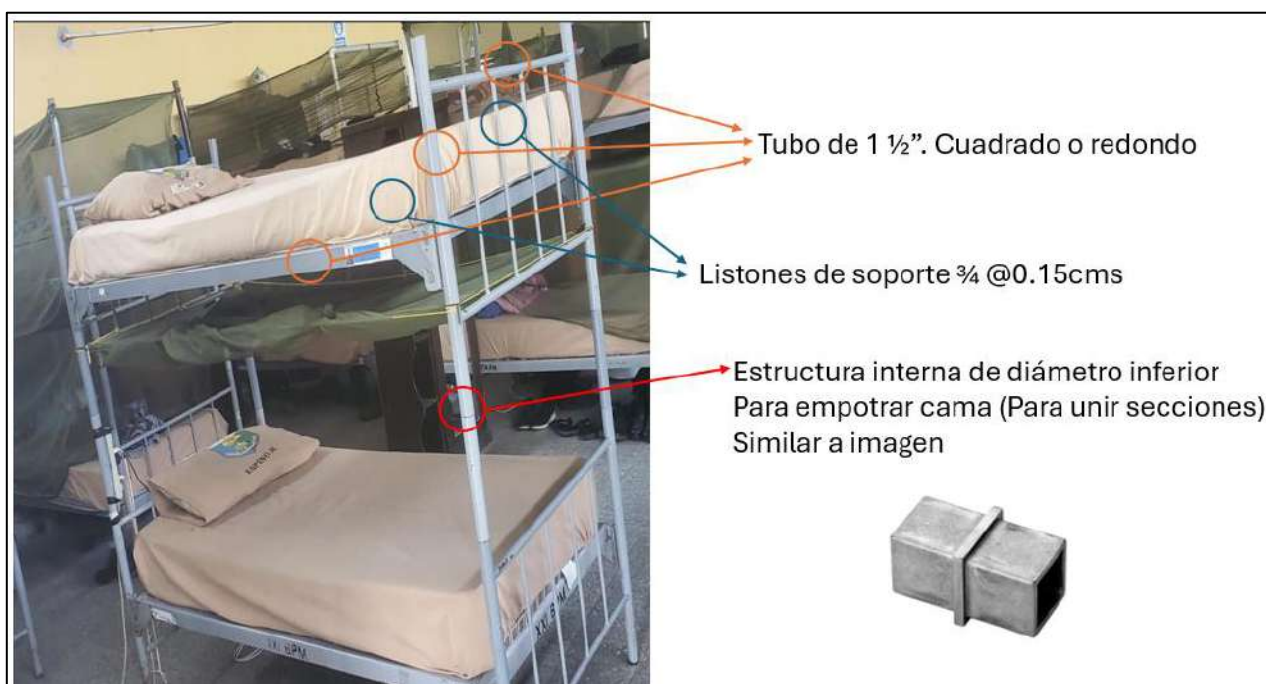 Tubo de 1 ½”. Cuadrado o redondo
Listones de soporte ¾ @0.15cms
Estructura interna de diámetro inferior
Para empotrar cama (Para unir secciones)
Similar a imagen
ESPINO.R